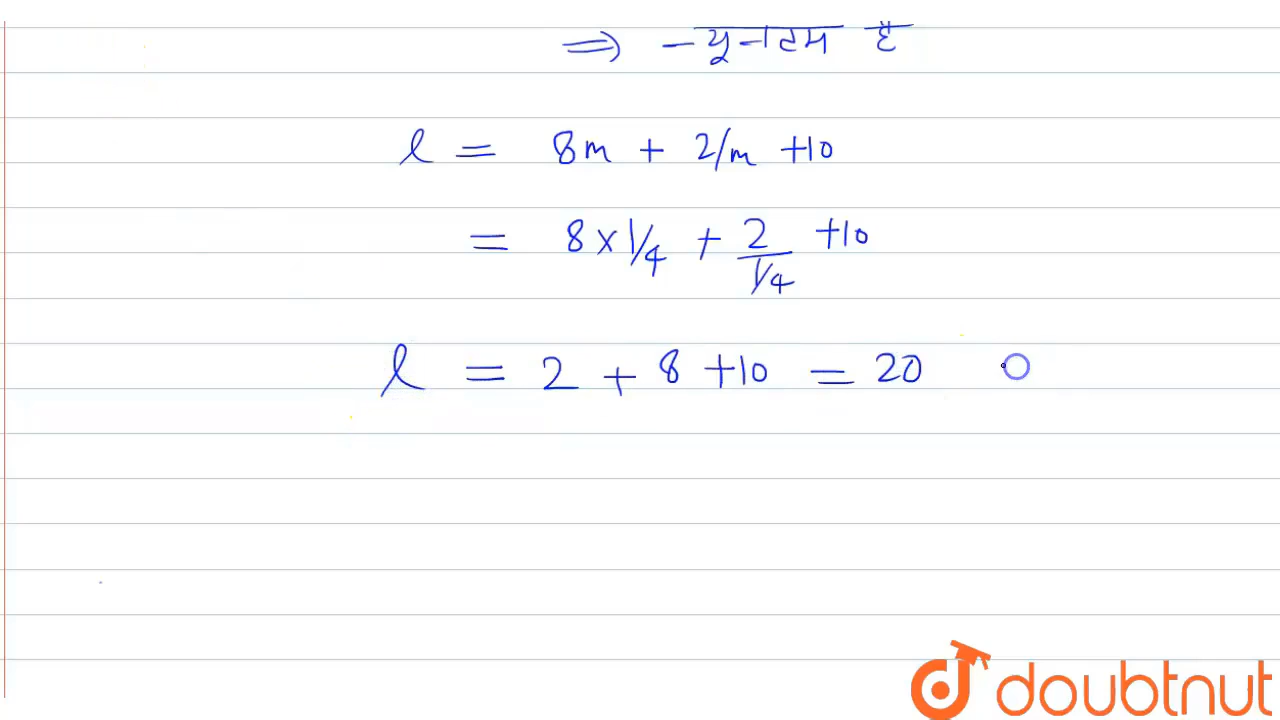 ⇒ न्यूनतम है
l = 8m + 2/m +10
= 8×1/4 + 2/1/4 +10
l = 2 + 8 +10 = 20
doubtnut